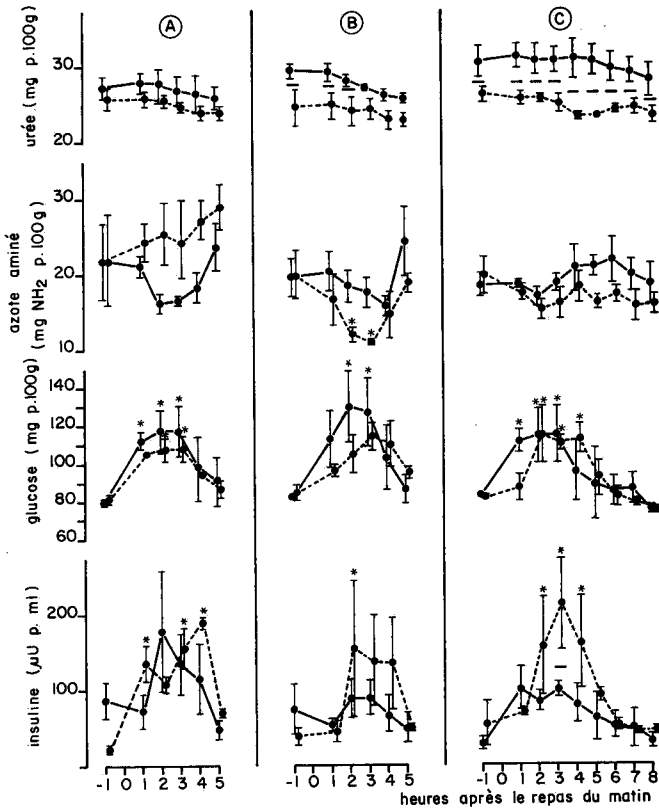 A B C
urée (mg p.100g)
30
20
azote aminé
(mg NH2 p.100g)
30
20
10
glucose (mg p.100g)
140
120
100
80
60
insuline (µU p. ml)
200
100
* * * *
* *
* *
* * * * * *
* * *
*
* * *
-1 0 1 2 3 4 5 -1 0 1 2 3 4 5 -1 0 1 2 3 4 5 6 7 8
heures après le repas du matin